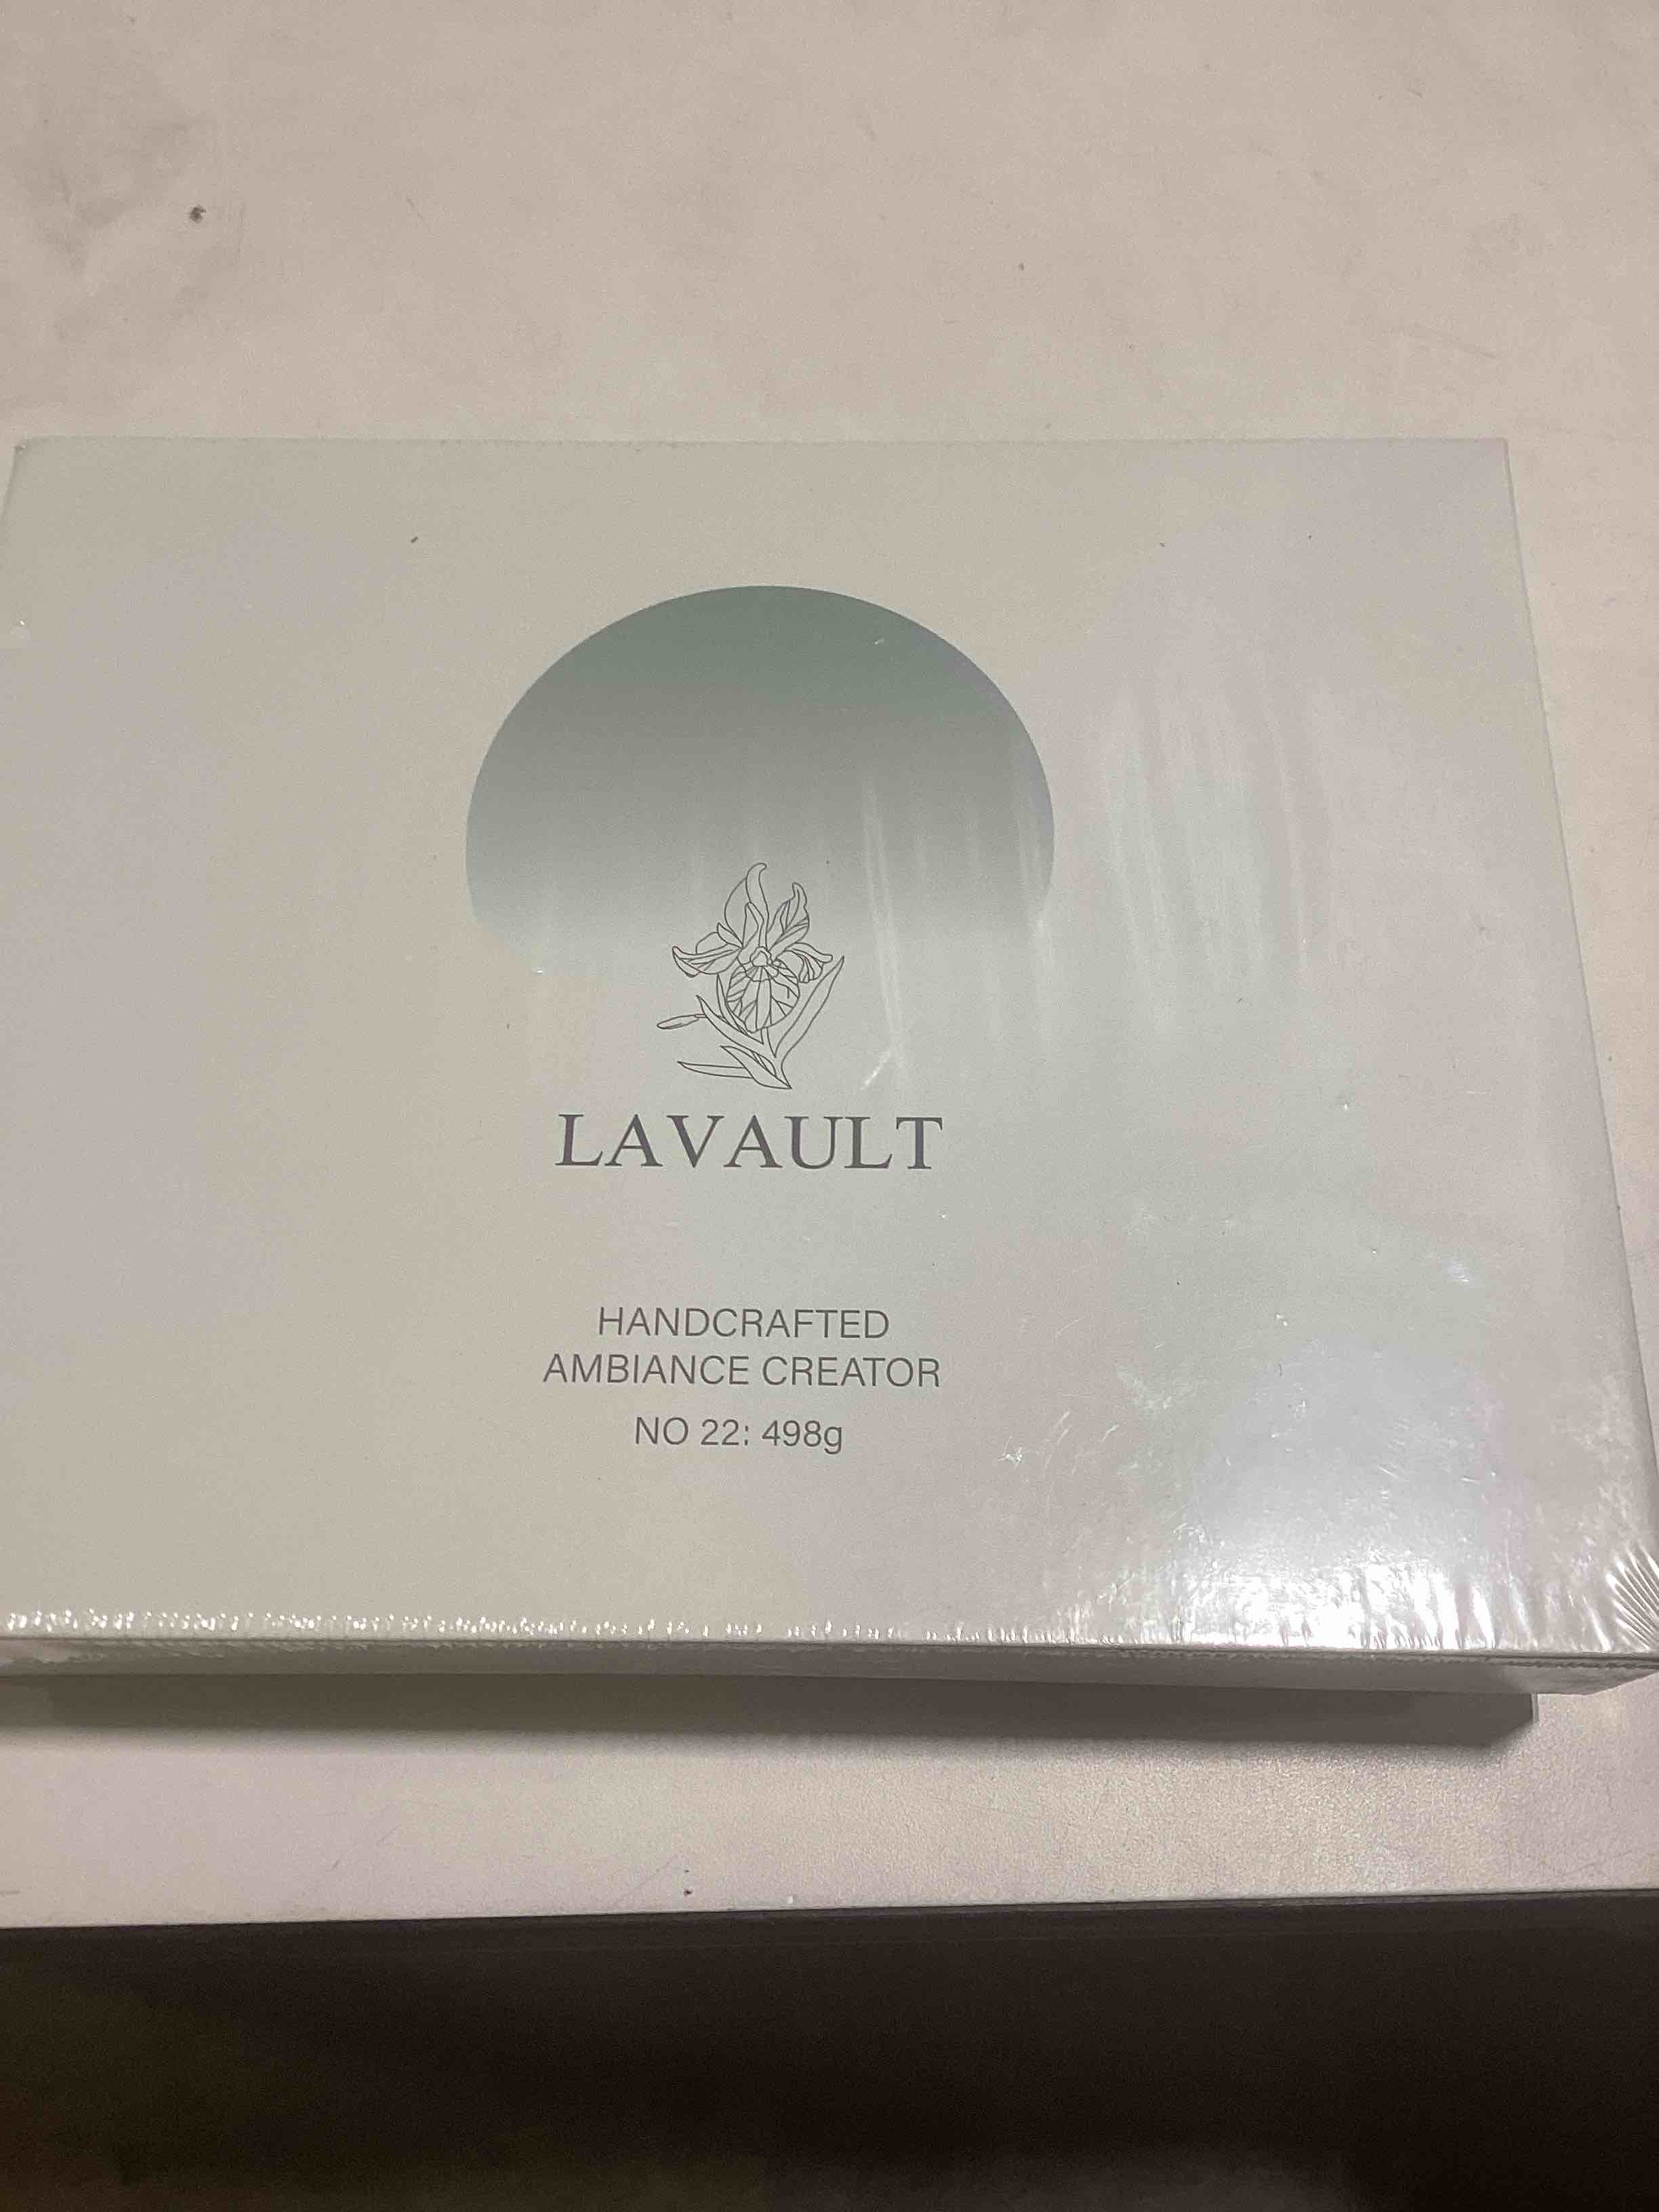 LAVAULT
HANDCRAFTED
AMBIANCE CREATOR
NO 22: 498g